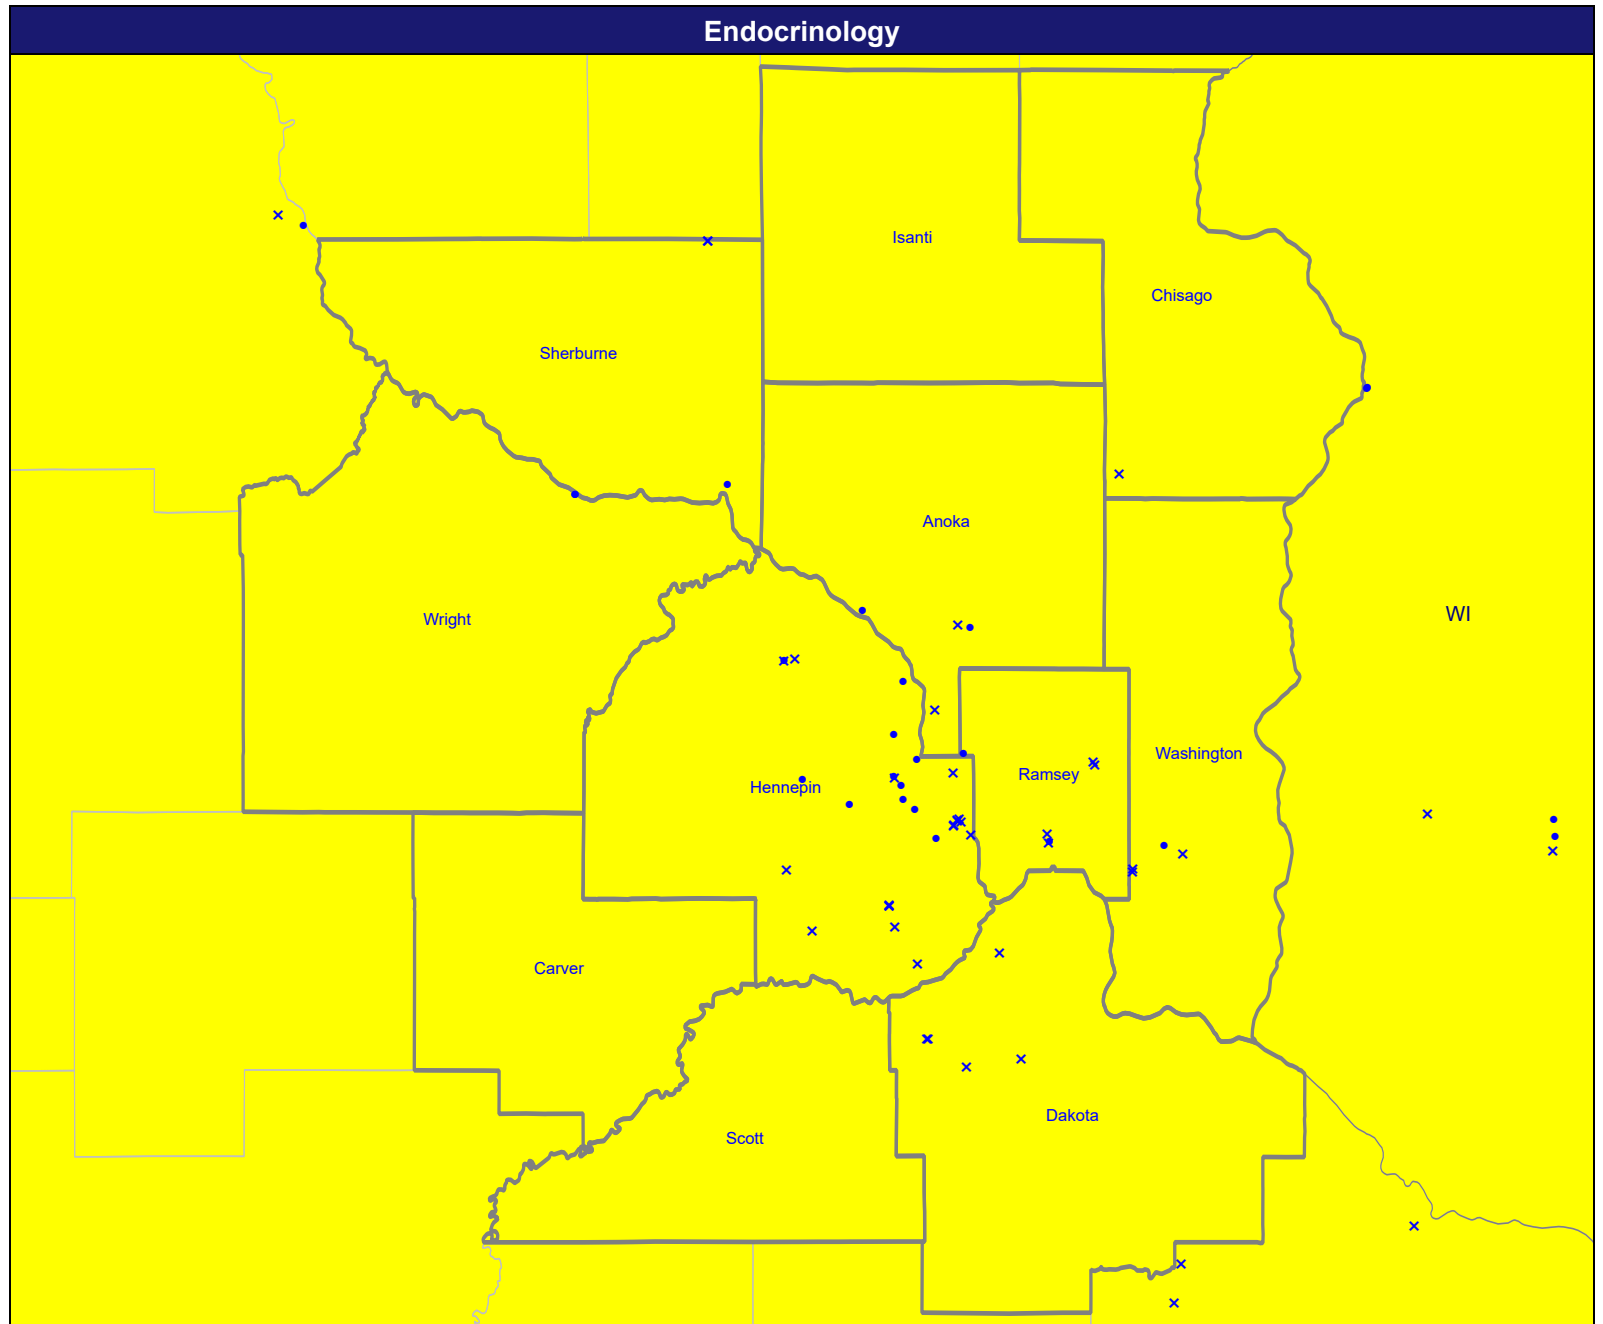 Endocrinology
Isanti
Chisago
Sherburne
Anoka
Wright
WI
Washington
Ramsey
Hennepin
Carver
Dakota
Scott